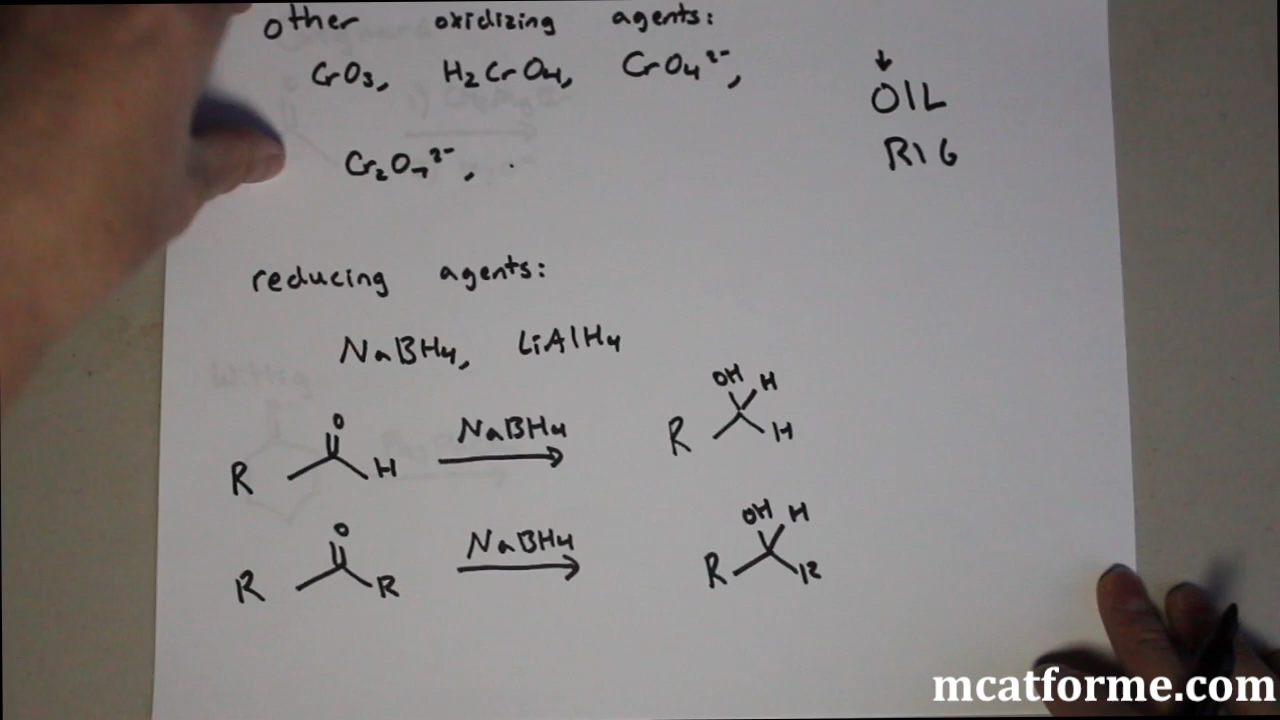 other oxidizing agents:
CrO3, H2CrO4, CrO4 2-,
Cr2O7 2-,
OIL
RIG
reducing agents:
NaBH4, LiAlH4
R O H NaBH4 R OH H H
R O R NaBH4 R OH H R
mcatforme.com